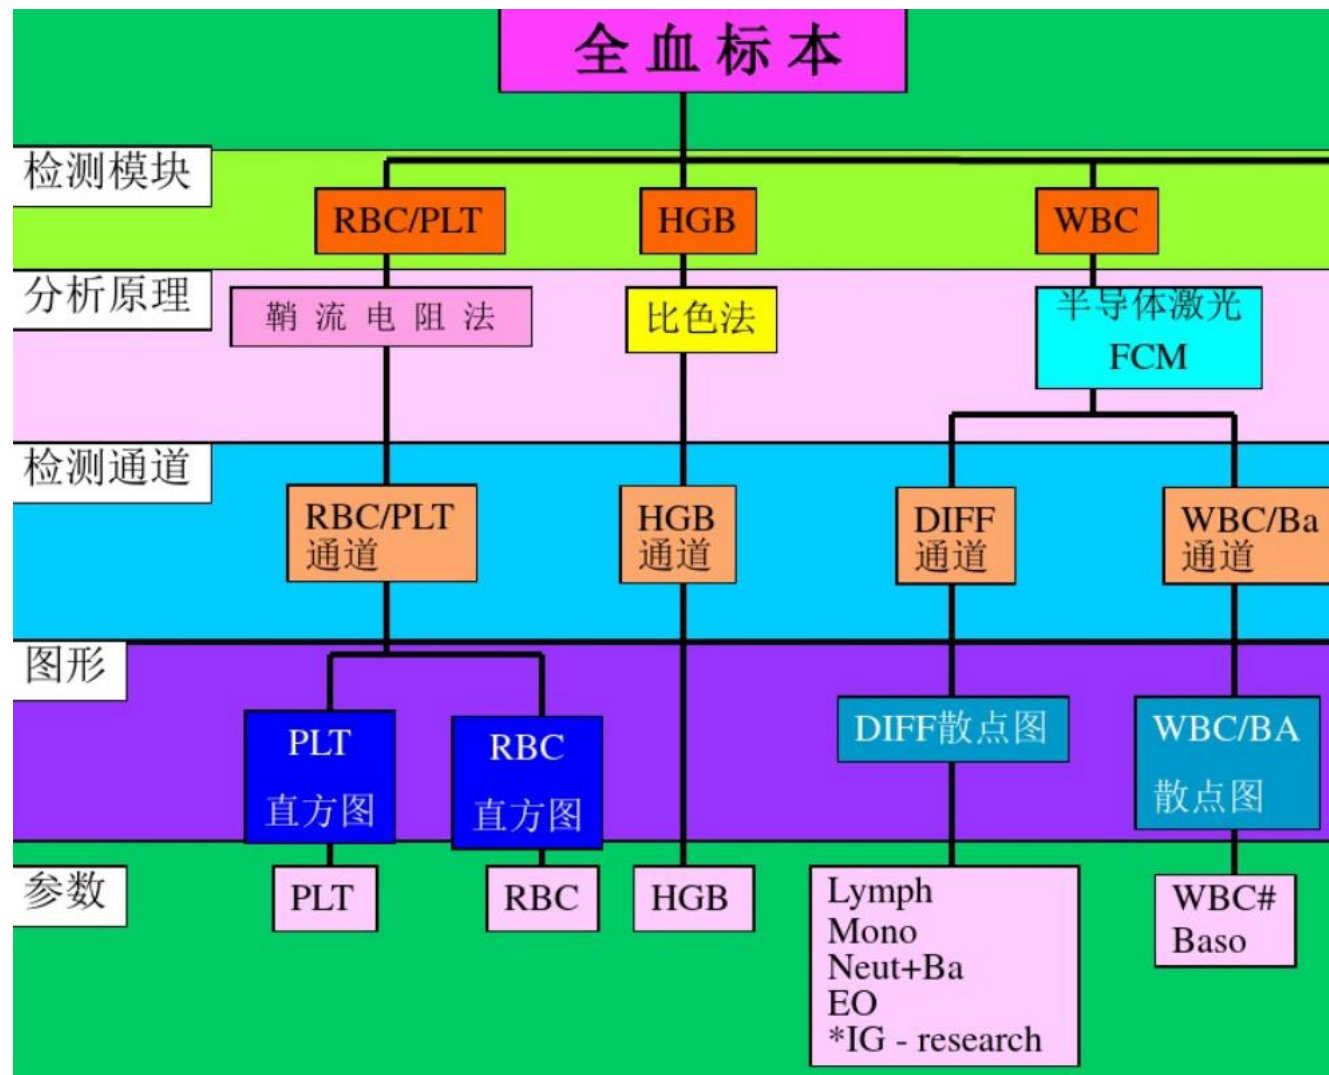 全血标本
检测模块
RBC/PLT
HGB
WBC
分析原理
鞘 流 电 阻 法
比色法
半导体激光
FCM
检测通道
RBC/PLT
通道
HGB
通道
DIFF
通道
WBC/Ba
通道
图形
PLT
直方图
RBC
直方图
DIFF散点图
WBC/BA
散点图
参数
PLT
RBC
HGB
Lymph
Mono
Neut+Ba
EO
*IG - research
WBC#
Baso